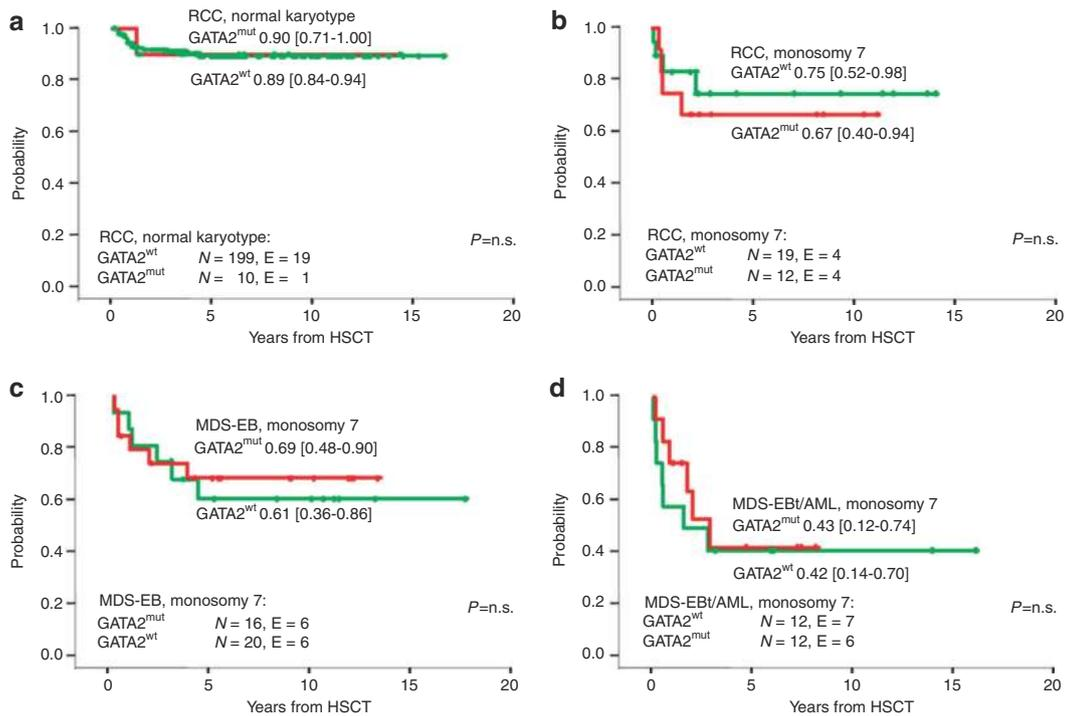 a
RCC, normal karyotype
GATA2mut 0.90 [0.71-1.00]
GATA2wt 0.89 [0.84-0.94]
1.0
0.8
0.6
0.4
0.2
0.0
Probability
RCC, normal karyotype:
GATA2wt N = 199, E = 19
GATA2mut N = 10, E = 1
P=n.s.
0 5 10 15 20
Years from HSCT
b
RCC, monosomy 7
GATA2wt 0.75 [0.52-0.98]
GATA2mut 0.67 [0.40-0.94]
1.0
0.8
0.6
0.4
0.2
0.0
Probability
RCC, monosomy 7:
GATA2wt N = 19, E = 4
GATA2mut N = 12, E = 4
P=n.s.
0 5 10 15 20
Years from HSCT
c
MDS-EB, monosomy 7
GATA2mut 0.69 [0.48-0.90]
GATA2wt 0.61 [0.36-0.86]
1.0
0.8
0.6
0.4
0.2
0.0
Probability
MDS-EB, monosomy 7:
GATA2mut N = 16, E = 6
GATA2wt N = 20, E = 6
P=n.s.
0 5 10 15 20
Years from HSCT
d
MDS-EBt/AML, monosomy 7
GATA2mut 0.43 [0.12-0.74]
GATA2wt 0.42 [0.14-0.70]
1.0
0.8
0.6
0.4
0.2
0.0
Probability
MDS-EBt/AML, monosomy 7:
GATA2wt N = 12, E = 7
GATA2mut N = 12, E = 6
P=n.s.
0 5 10 15 20
Years from HSCT